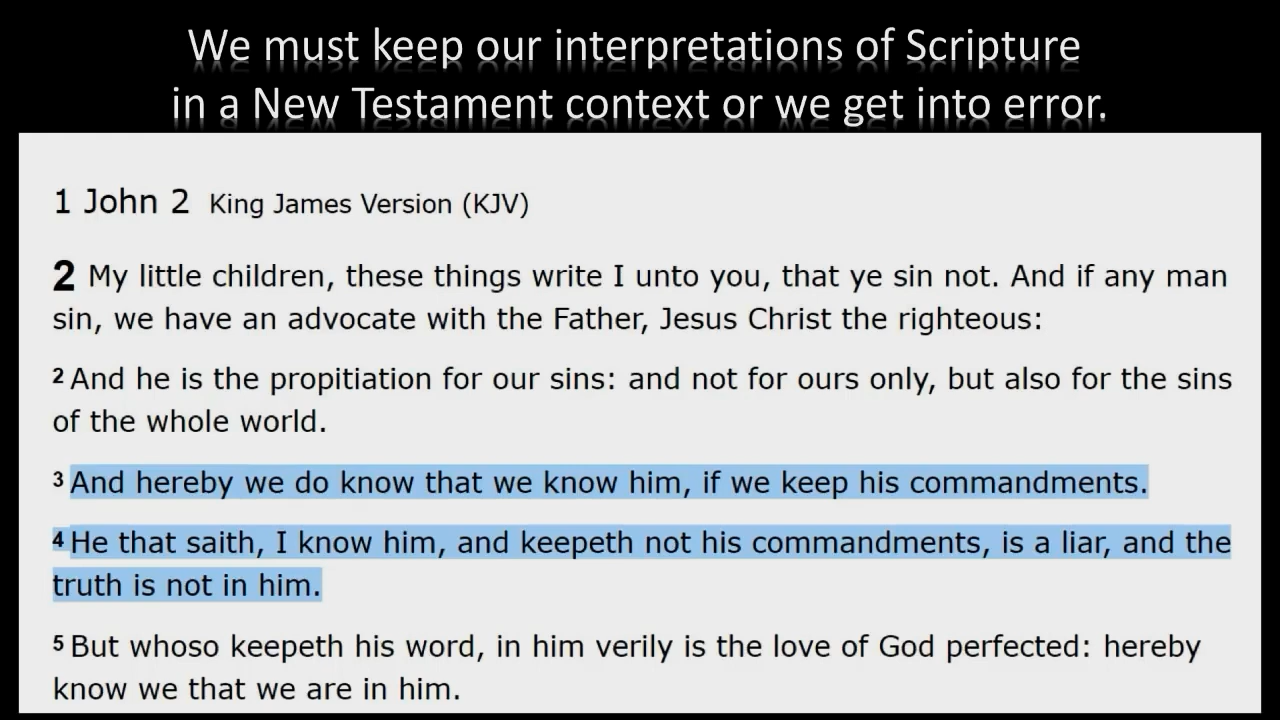 We must keep our interpretations of Scripture
in a New Testament context or we get into error.
1 John 2 King James Version (KJV)
2 My little children, these things write I unto you, that ye sin not. And if any man
sin, we have an advocate with the Father, Jesus Christ the righteous:
2 And he is the propitiation for our sins: and not for ours only, but also for the sins
of the whole world.
3 And hereby we do know that we know him, if we keep his commandments.
4 He that saith, I know him, and keepeth not his commandments, is a liar, and the
truth is not in him.
5 But whoso keepeth his word, in him verily is the love of God perfected: hereby
know we that we are in him.